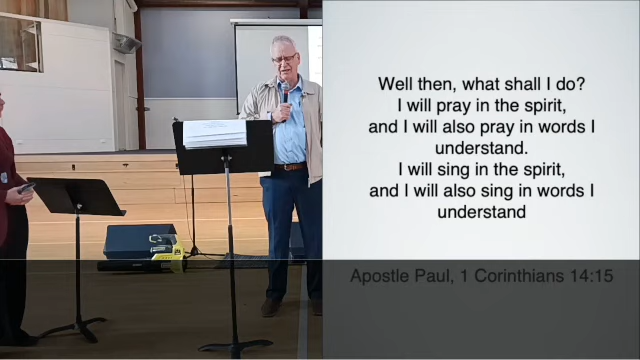 Well then, what shall I do?
I will pray in the spirit,
and I will also pray in words I
understand.
I will sing in the spirit,
and I will also sing in words I
understand
Apostle Paul, 1 Corinthians 14:15